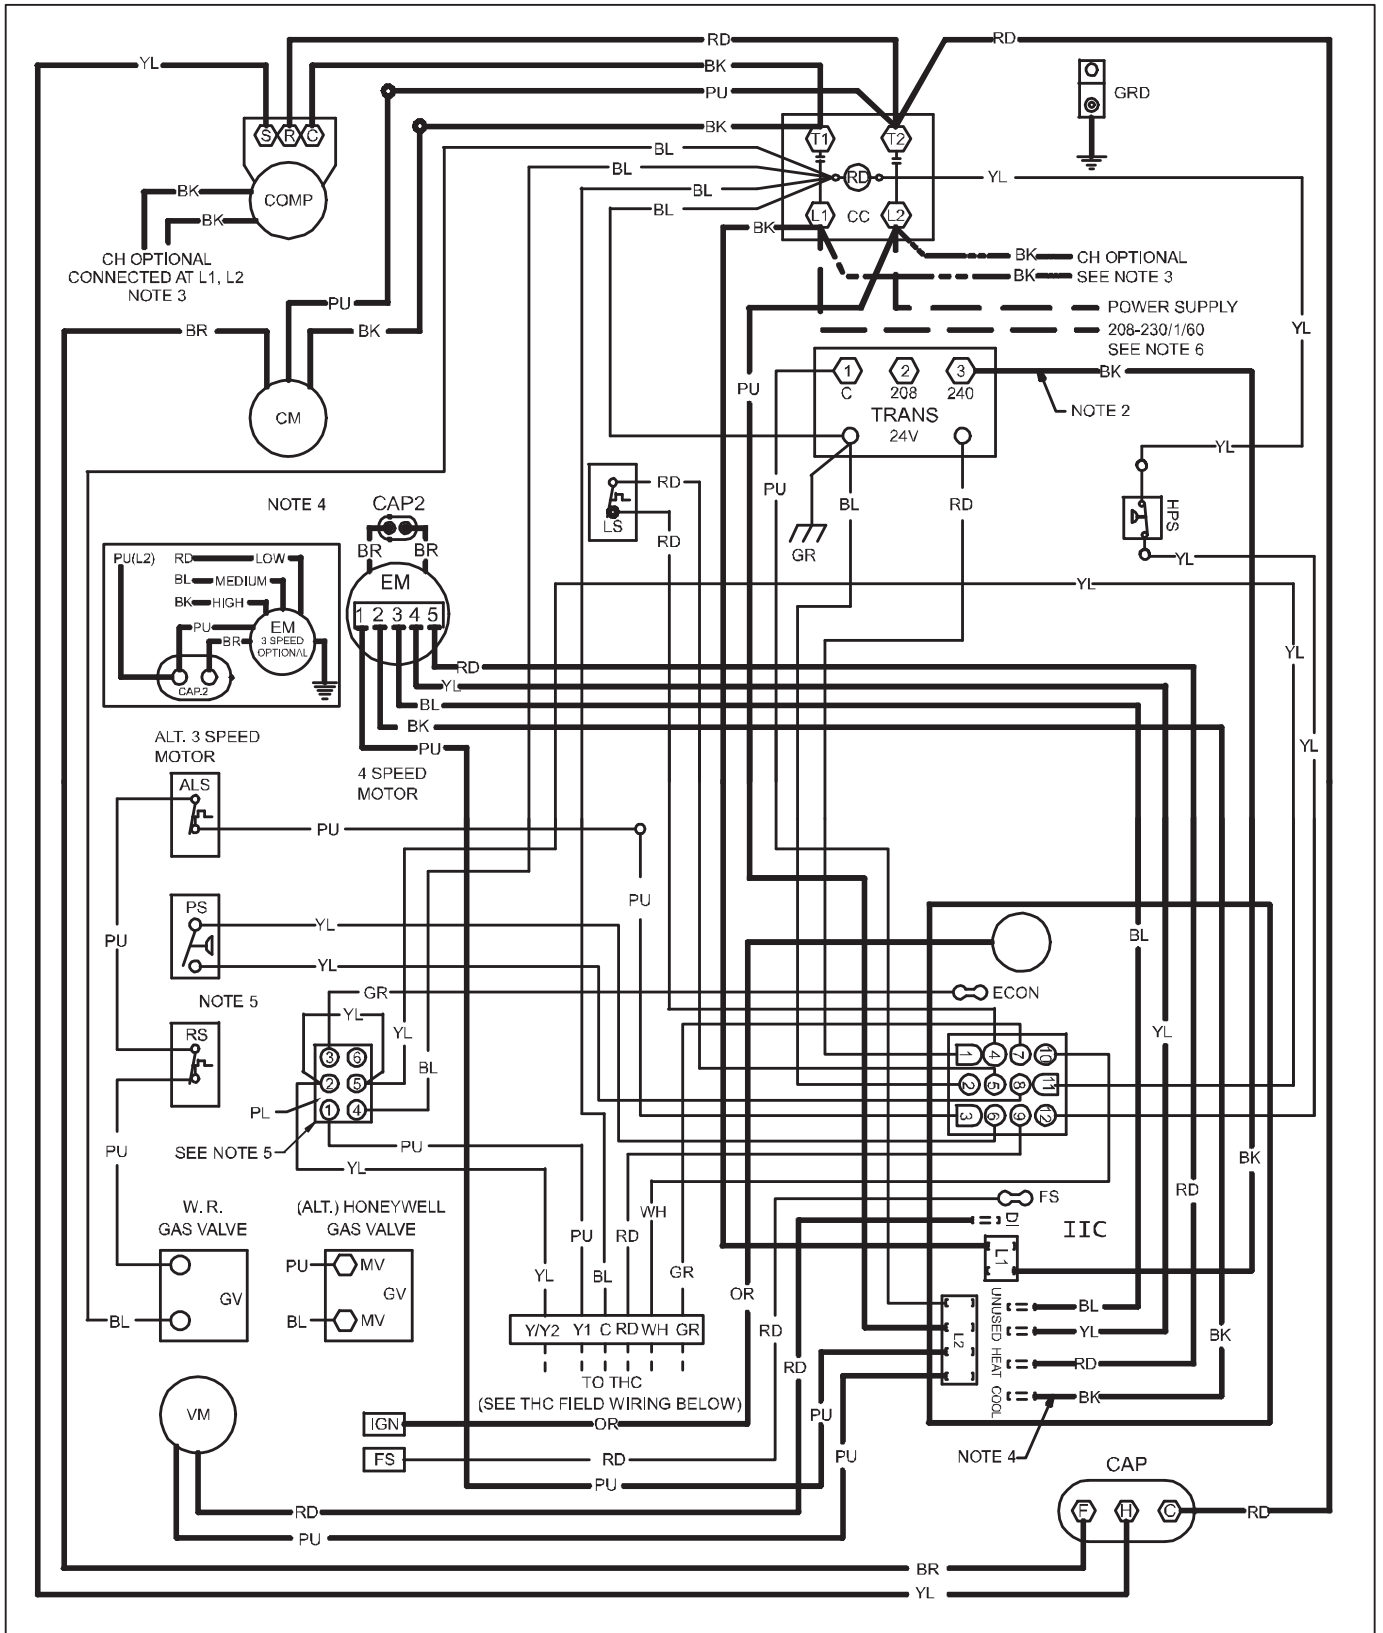 RD
RD
YL
BK
PU
GRD
BK
S R C
T1 T2
BL
BL
RD
YL
BK
COMP
BL
BK
BL
L1 CC L2
BK
CH OPTIONAL
CONNECTED AT L1, L2
NOTE 3
BK
CH OPTIONAL
BK
SEE NOTE 3
PU
POWER SUPPLY
BR
BK
208-230/1/60
YL
SEE NOTE 6
1 2 3
BK
PU
C 208 240
CM
TRANS
NOTE 2
24V
YL
RD
PU
BL
RD
NOTE 4
CAP2
LS
HPS
RD
BR
BR
GR
YL
PU(L2)
RD
LOW
BL
MEDIUM
BK
HIGH
EM
YL
1 2 3 4 5
PU
EM
3 SPEED
OPTIONAL
BR
YL
CAP.2
RD
YL
BL
BK
ALT. 3 SPEED
MOTOR
PU
YL
4 SPEED
MOTOR
ALS
PU
PU
PS
YL
PU
BL
YL
NOTE 5
GR
ECON
YL
YL
YL
RS
3 6
BL
1 4 7 10
2 5
2 5 8 11
PL
1 4
3 6 9 12
PU
SEE NOTE 5
PU
YL
BK
RD
W. R.
GAS VALVE
(ALT.) HONEYWELL
GAS VALVE
FS
WH
DI
IIC
PU
RD
L1
PU
MV
YL
BL
GR
GV
GV
OR
UNUSED
BL
BL
BL
MV
Y/Y2 Y1 C RD WH GR
RD
L2
YL
BK
HEAT
RD
RD
TO THC
(SEE THC FIELD WIRING BELOW)
COOL
BK
VM
IGN
OR
PU
FS
RD
PU
NOTE 4
CAP
PU
RD
F H C
RD
PU
BR
YL